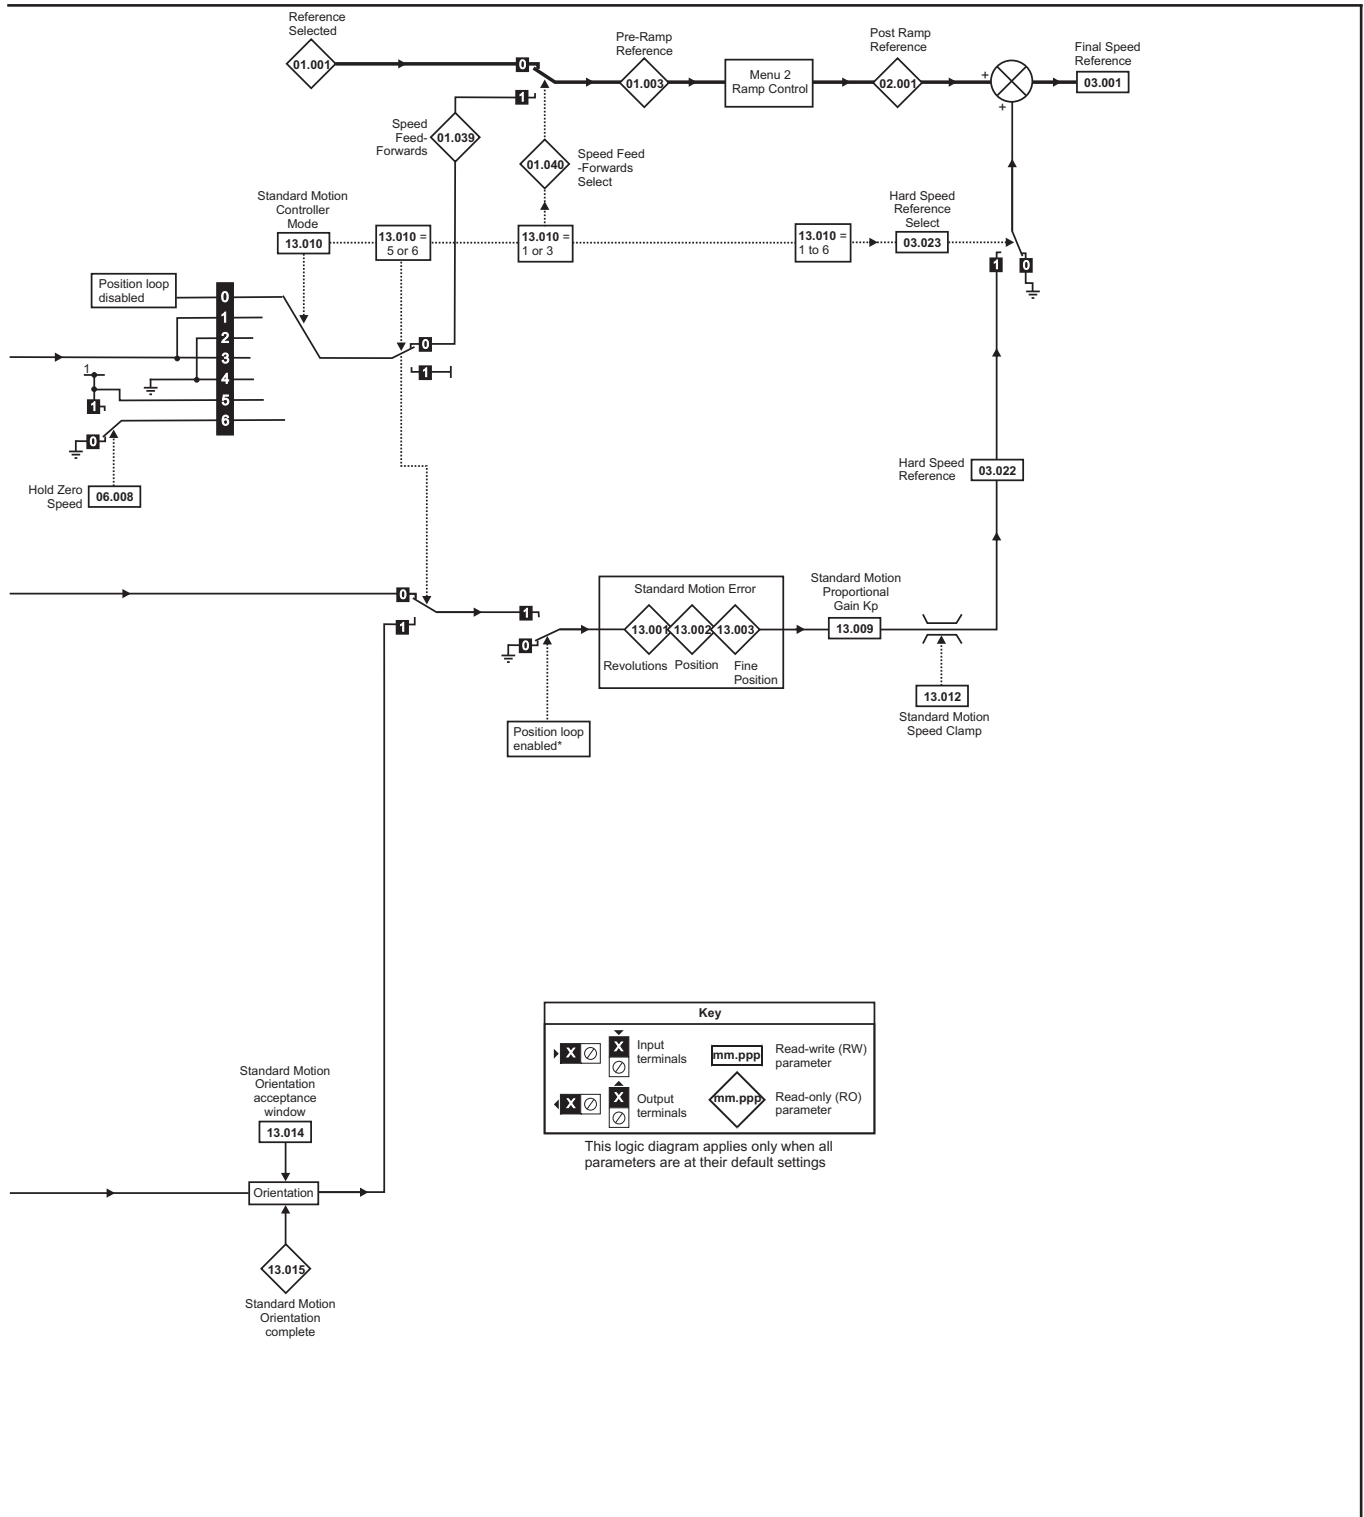 Reference
Selected
01.001
0
1
Pre-Ramp
Reference
01.003
Menu 2
Ramp Control
Post Ramp
Reference
02.001
+
+
Final Speed
Reference
03.001
Speed
Feed-
Forwards
01.039
01.040
Speed Feed
-Forwards
Select
Standard Motion
Controller
Mode
13.010
13.010 =
5 or 6
13.010 =
1 or 3
13.010 =
1 to 6
Hard Speed
Reference
Select
03.023
1
0
Position loop
disabled
0
1
2
3
4
5
6
0
1
1
1
0
Hold Zero
Speed
06.008
Hard Speed
Reference
03.022
0
1
1
0
Position loop
enabled*
Standard Motion Error
13.001
13.002
13.003
Revolutions
Position
Fine
Position
Standard Motion
Proportional
Gain Kp
13.009
13.012
Standard Motion
Speed Clamp
Key
X
X
Input
terminals
mm.ppp
Read-write (RW)
parameter
X
X
Output
terminals
mm.ppp
Read-only (RO)
parameter
This logic diagram applies only when all
parameters are at their default settings
Standard Motion
Orientation
acceptance
window
13.014
Orientation
13.015
Standard Motion
Orientation
complete